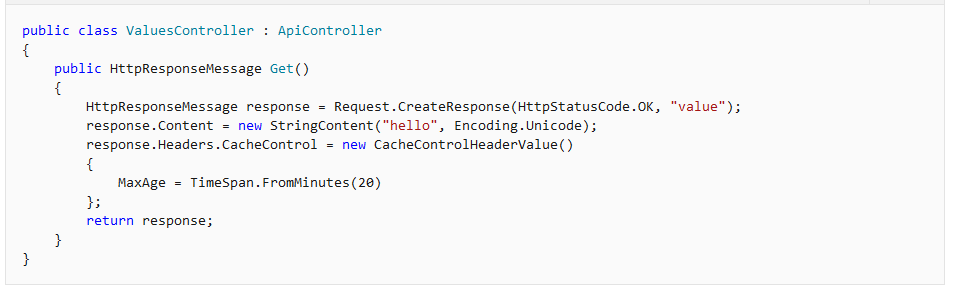 public class ValuesController : ApiController
{
    public HttpResponseMessage Get()
    {
        HttpResponseMessage response = Request.CreateResponse(HttpStatusCode.OK, "value");
        response.Content = new StringContent("hello", Encoding.Unicode);
        response.Headers.CacheControl = new CacheControlHeaderValue()
        {
            MaxAge = TimeSpan.FromMinutes(20)
        };
        return response;
    }
}